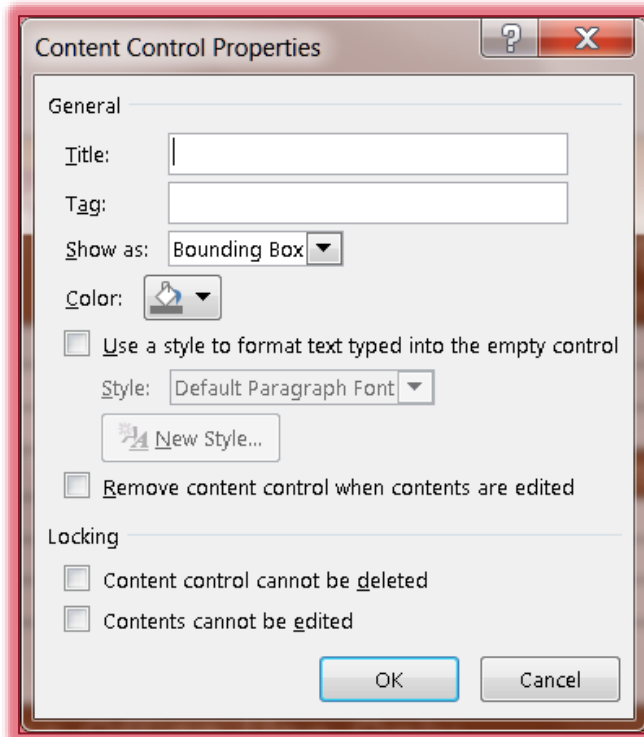 Content Control Properties
General
Title:
Tag:
Show as: Bounding Box
Color:
Use a style to format text typed into the empty control
Style: Default Paragraph Font
New Style...
Remove content control when contents are edited
Locking
Content control cannot be deleted
Contents cannot be edited
OK Cancel